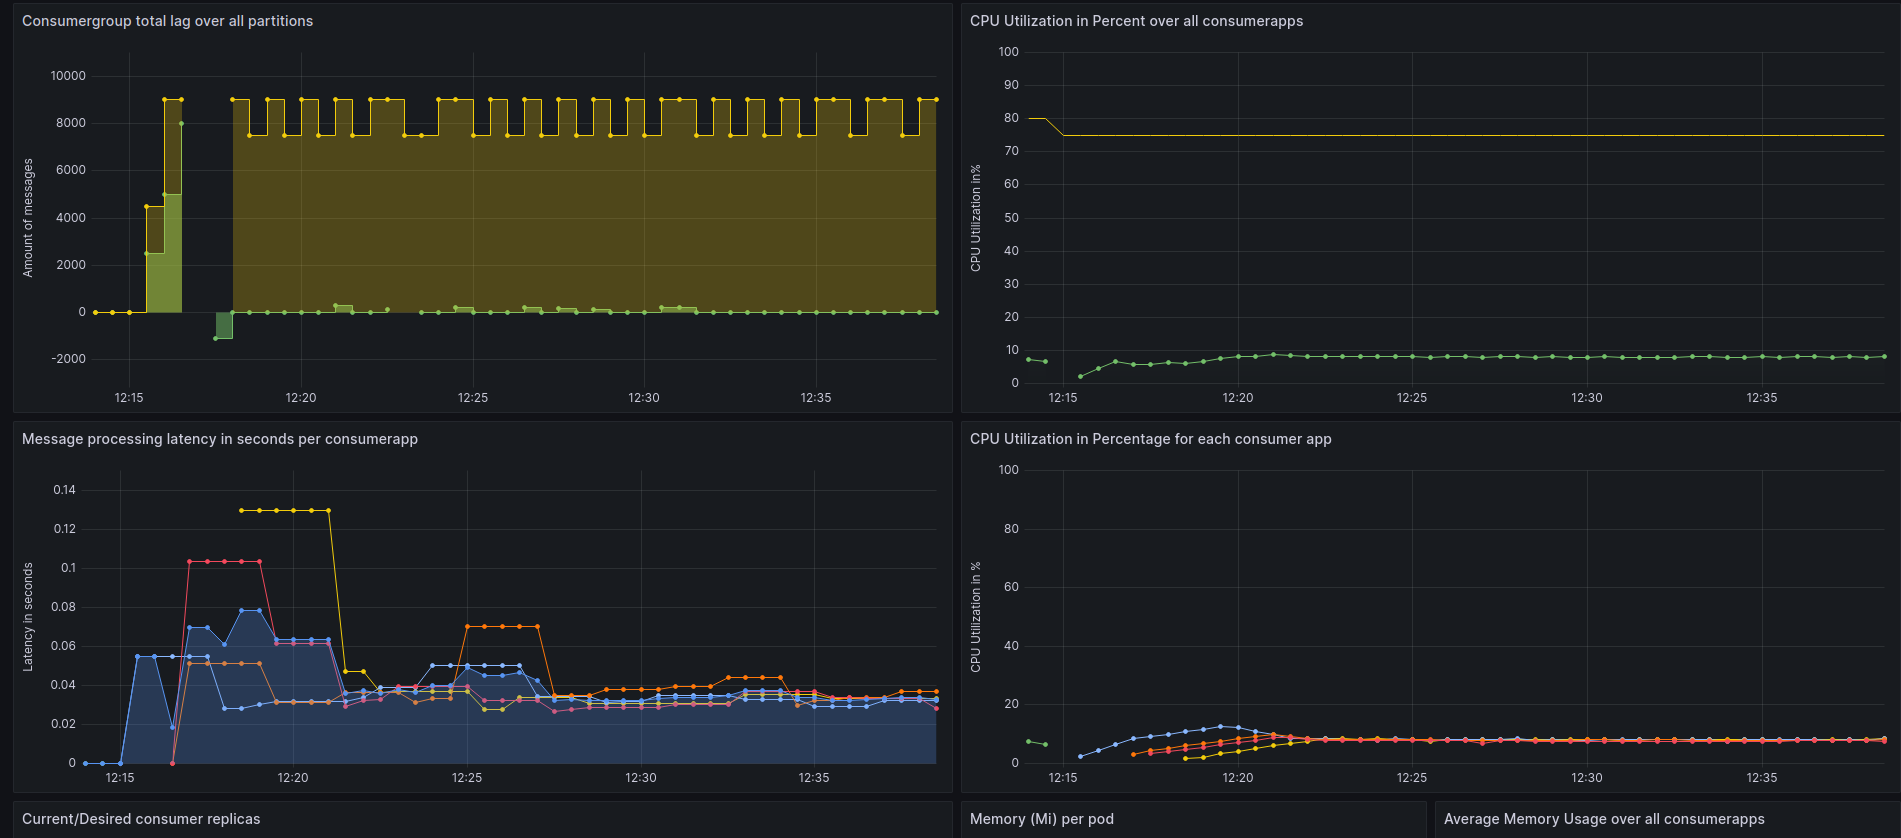 Consumergroup total lag over all partitions
Amount of messages
10000
8000
6000
4000
2000
0
-2000
12:15 12:20 12:25 12:30 12:35
CPU Utilization in Percent over all consumerapps
CPU Utilization in%
100
90
80
70
60
50
40
30
20
10
0
12:15 12:20 12:25 12:30 12:35
Message processing latency in seconds per consumerapp
Latency in seconds
0.14
0.12
0.1
0.08
0.06
0.04
0.02
0
12:15 12:20 12:25 12:30 12:35
CPU Utilization in Percentage for each consumer app
CPU Utilization in %
100
80
60
40
20
0
12:15 12:20 12:25 12:30 12:35
Current/Desired consumer replicas
Memory (Mi) per pod
Average Memory Usage over all consumerapps